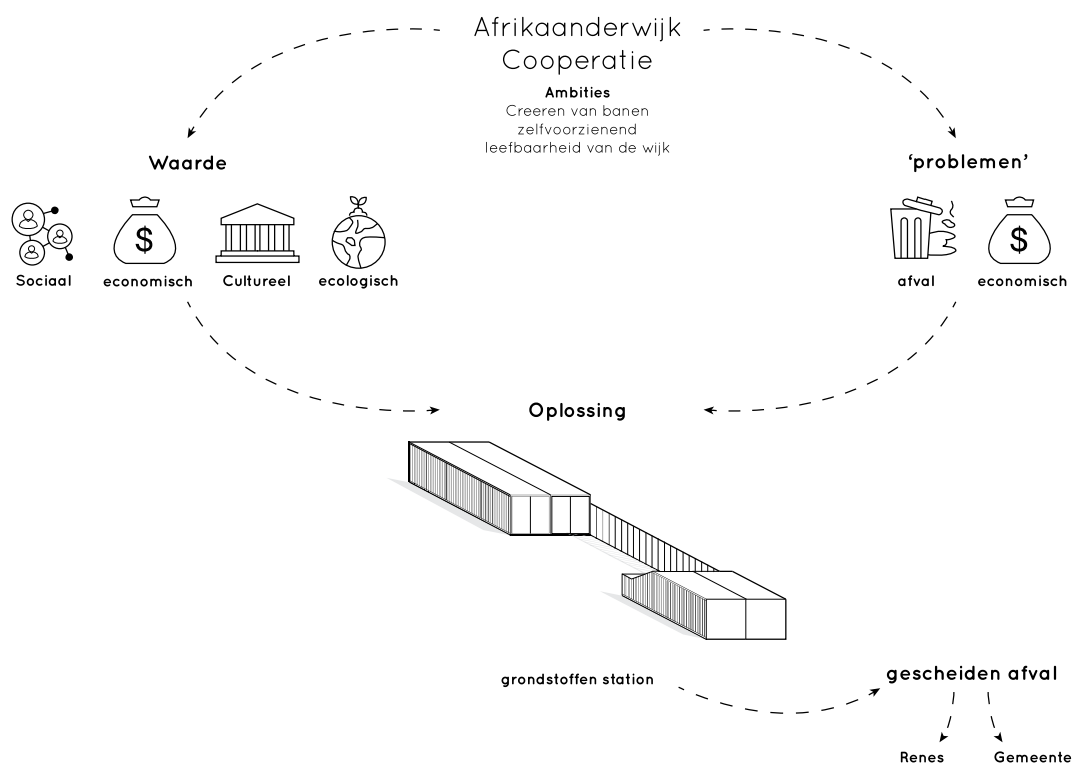 Afrikaanderwijk
Cooperatie
Ambities
Creeren van banen
zelfvoorzienend
leefbaarheid van de wijk
Waarde
'problemen'
$
$
Sociaal
economisch
Cultureel
ecologisch
afval
economisch
Oplossing
grondstoffen station
gescheiden afval
Renes
Gemeente